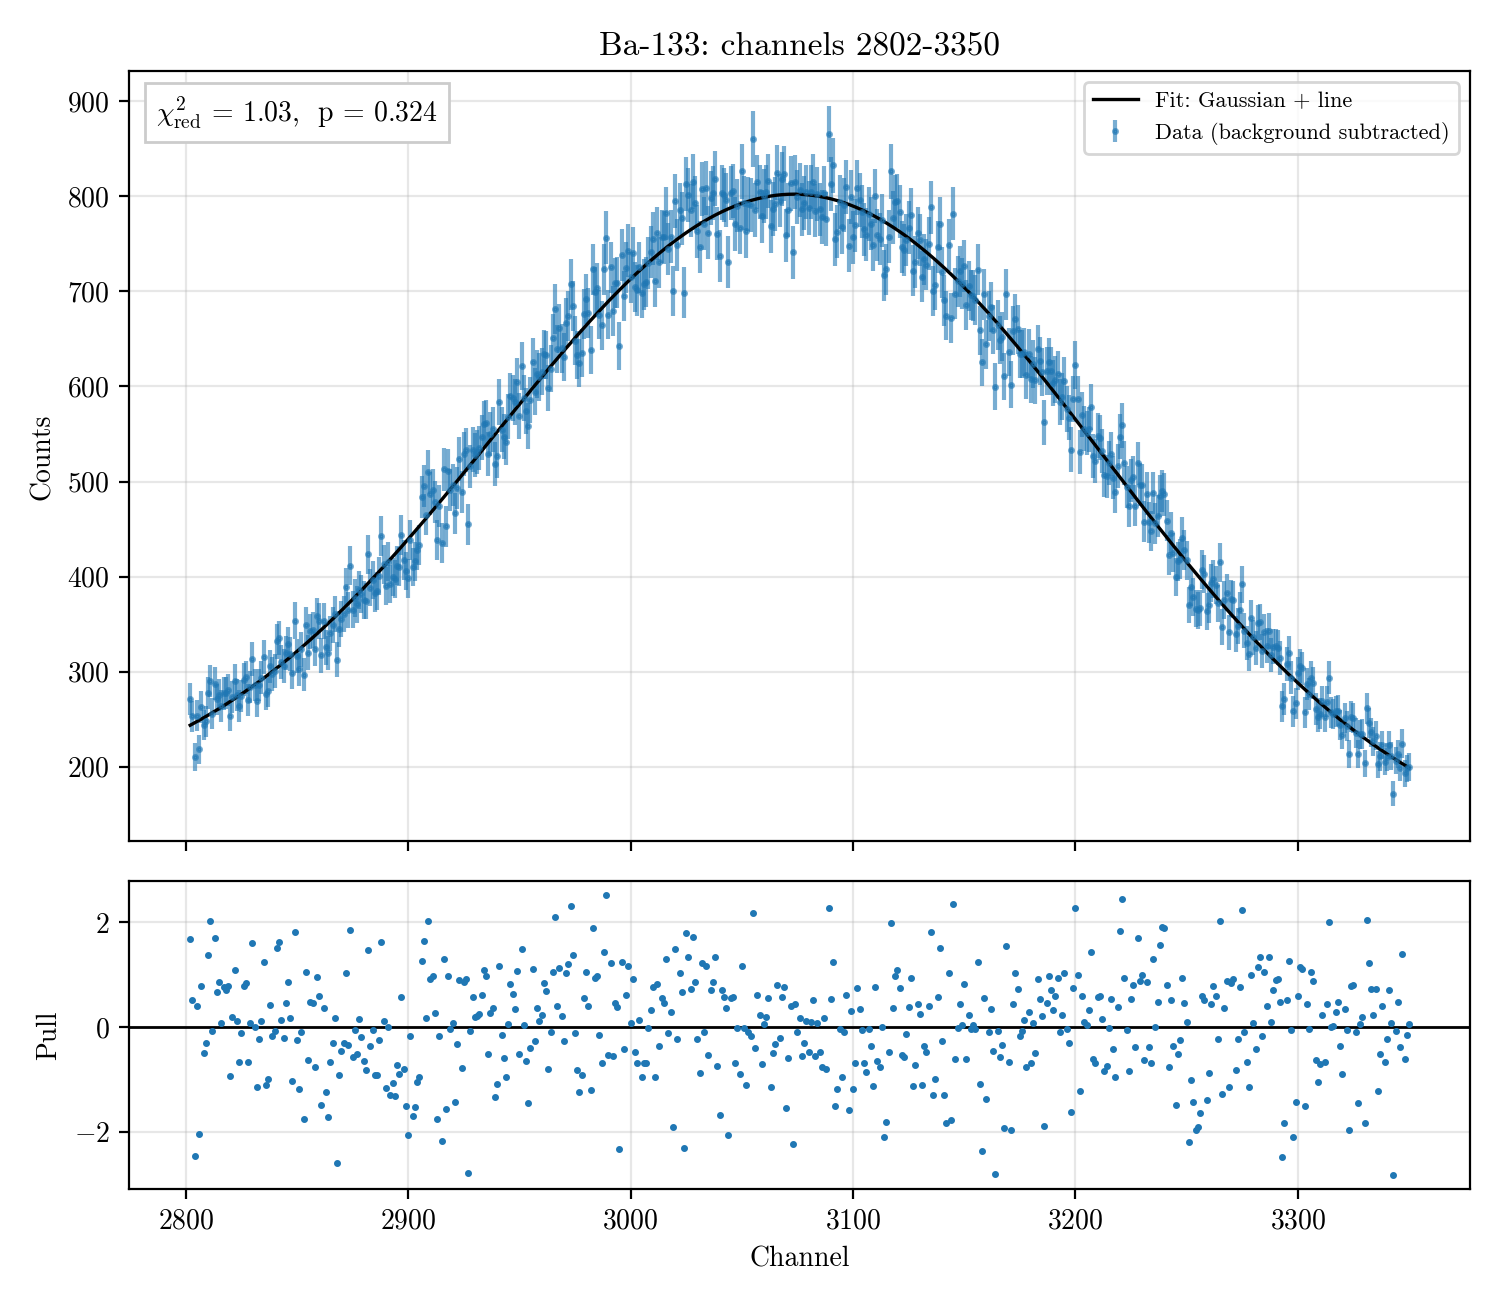 Ba-133: channels 2802-3350
χ²red = 1.03, p = 0.324
Fit: Gaussian + line
Data (background subtracted)
900
800
700
600
500
400
300
200
Counts
2
0
−2
Pull
2800 2900 3000 3100 3200 3300
Channel